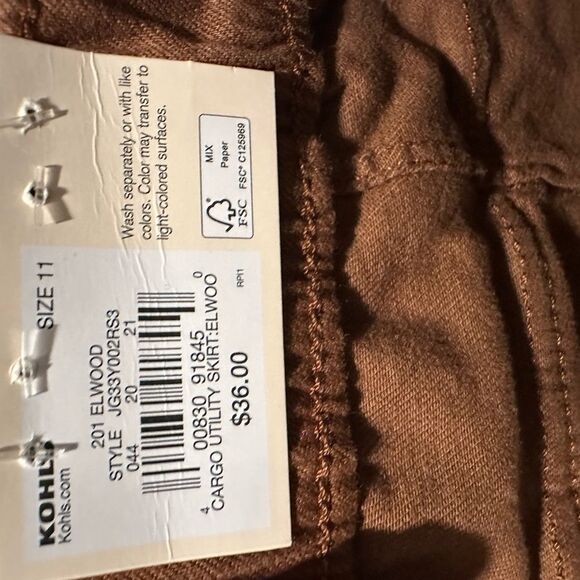 KOHL'S
Kohls.com
SIZE 11
201 ELWOOD
STYLE JG33Y002RS3
044 20 21
4 00830 91845 0
CARGO UTILITY SKIRT:ELWOO
$36.00
RPI1
Wash separately or with like
colors. Color may transfer to
light-colored surfaces.
FSC
MIX
Paper
FSC® C125969